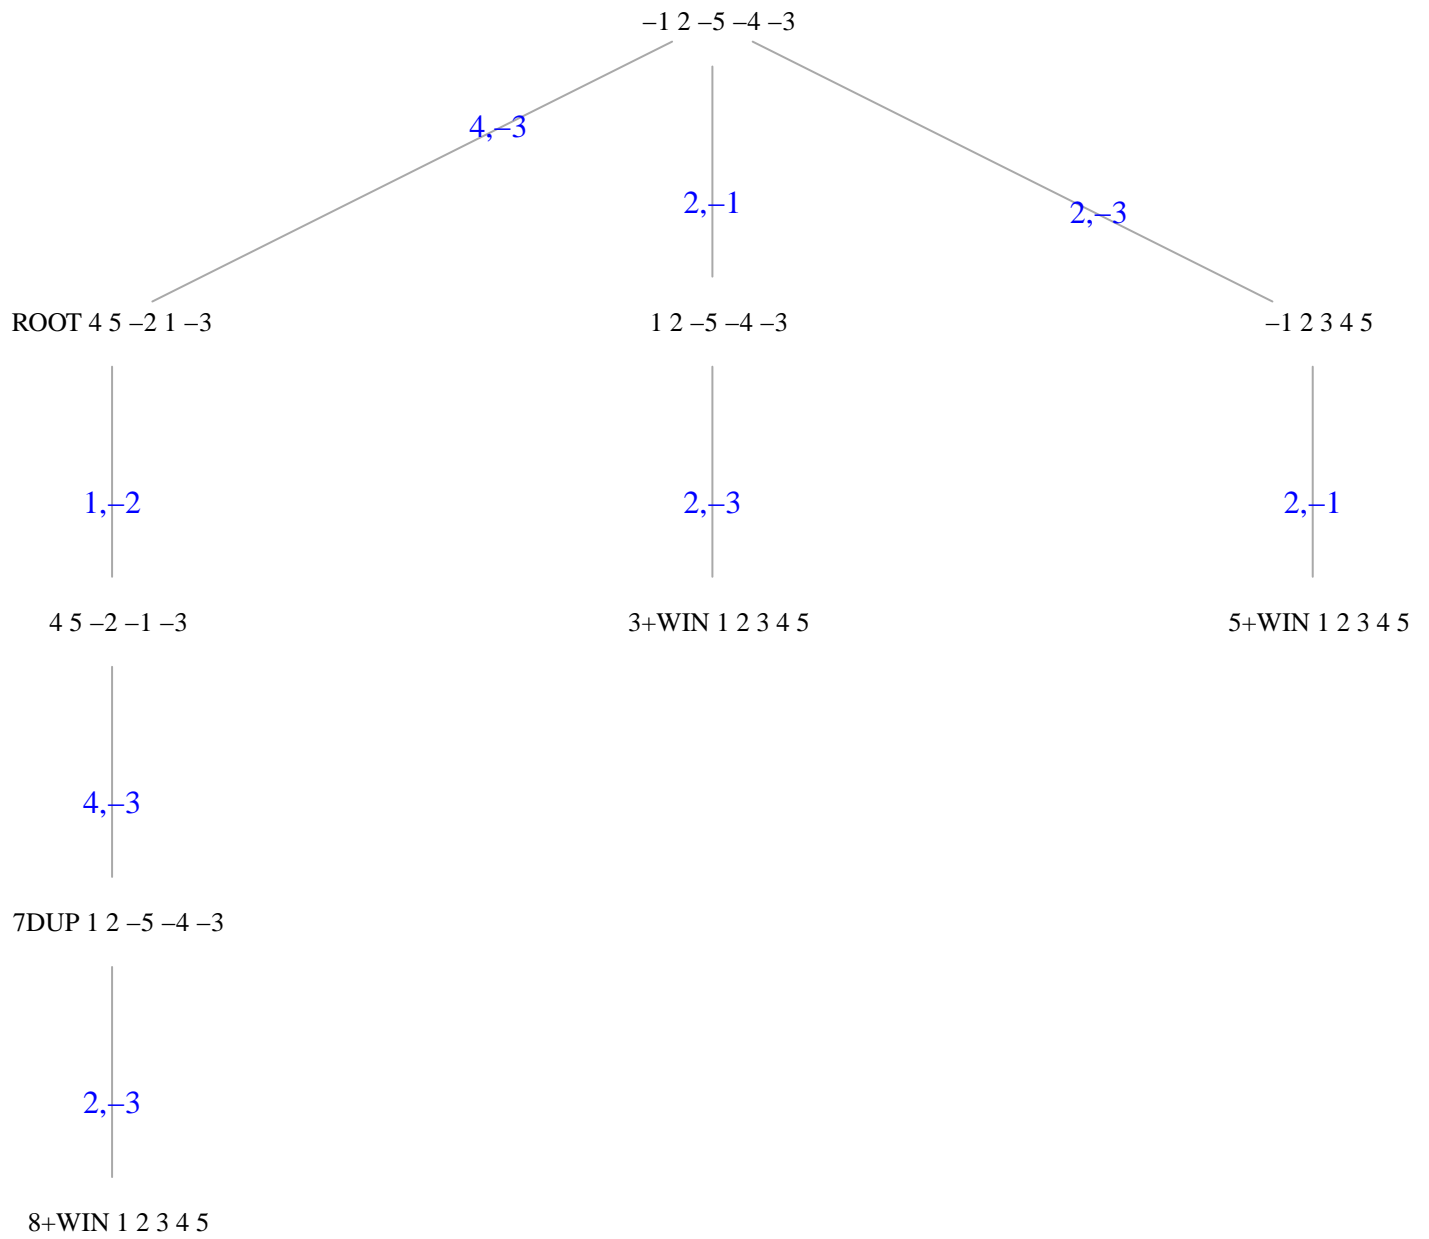 –1 2 –5 –4 –3
4,–3
2,–1
2,–3
ROOT 4 5 –2 1 –3
1 2 –5 –4 –3
–1 2 3 4 5
1,–2
2,–3
2,–1
4 5 –2 –1 –3
3+WIN 1 2 3 4 5
5+WIN 1 2 3 4 5
4,–3
7DUP 1 2 –5 –4 –3
2,–3
8+WIN 1 2 3 4 5